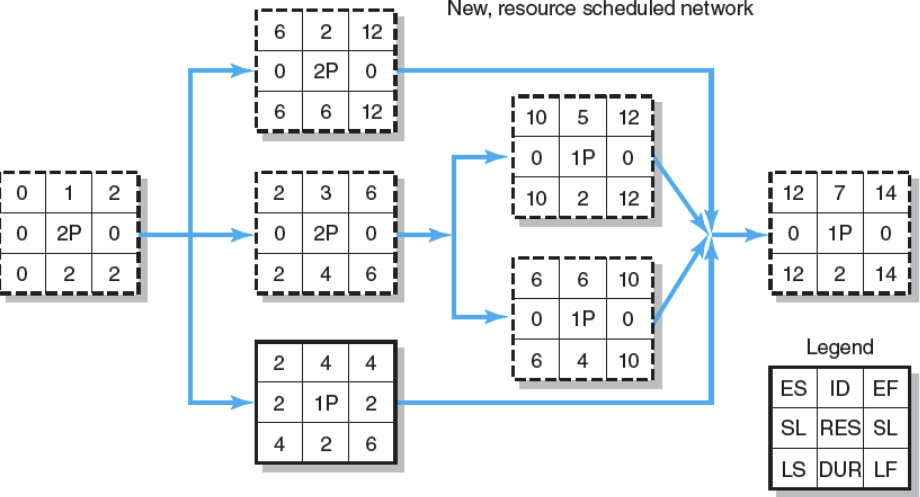 New, resource scheduled network
6 2 12
0 2P 0
6 6 12
10 5 12
0 1P 0
10 2 12
0 1 2
0 2P 0
0 2 2
2 3 6
0 2P 0
2 4 6
12 7 14
0 1P 0
12 2 14
6 6 10
0 1P 0
6 4 10
2 4 4
2 1P 2
4 2 6
Legend
ES ID EF
SL RES SL
LS DUR LF